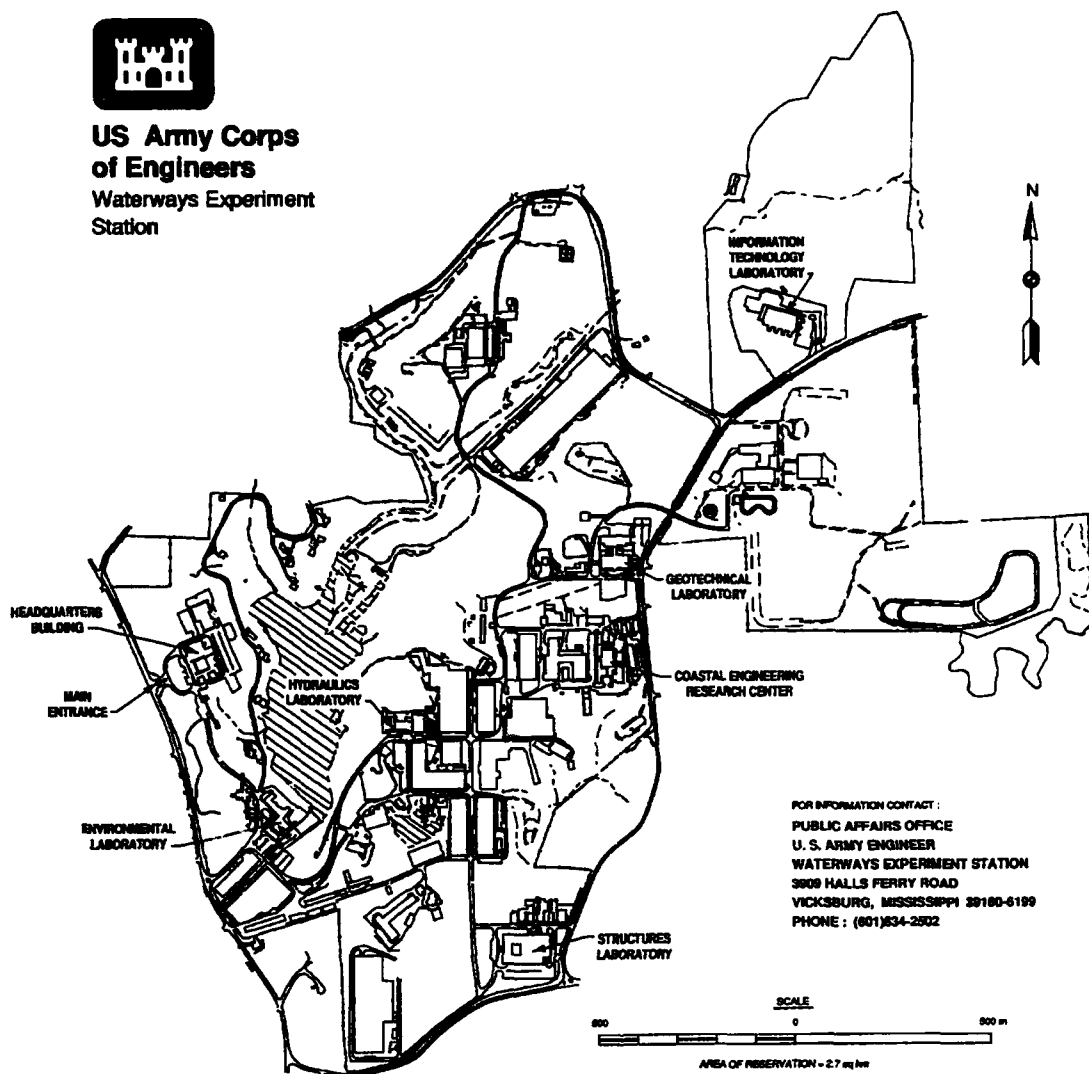 US Army Corps
of Engineers
Waterways Experiment
Station
N
INFORMATION
TECHNOLOGY
LABORATORY
GEOTECHNICAL
LABORATORY
HEADQUARTERS
BUILDING
MAIN
ENTRANCE
HYDRAULICS
LABORATORY
COASTAL ENGINEERING
RESEARCH CENTER
ENVIRONMENTAL
LABORATORY
STRUCTURES
LABORATORY
FOR INFORMATION CONTACT :
PUBLIC AFFAIRS OFFICE
U. S. ARMY ENGINEER
WATERWAYS EXPERIMENT STATION
3909 HALLS FERRY ROAD
VICKSBURG, MISSISSIPPI 39180-6199
PHONE : (601)634-2502
SCALE
500 0 500 m
AREA OF RESERVATION = 2.7 sq km